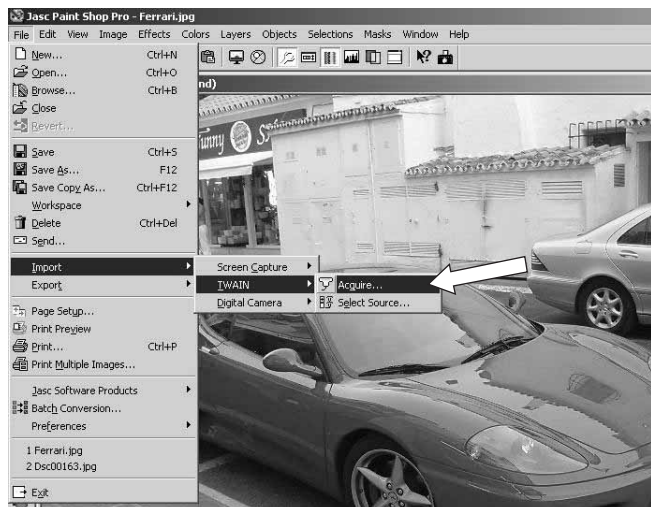 Jasc Paint Shop Pro - Ferrari.jpg
File Edit View Image Effects Colors Layers Objects Selections Masks Window Help
New... Ctrl+N
Open... Ctrl+O
Browse... Ctrl+B
nd)
Close
Revert...
Save Ctrl+S
Save As... F12
Save Copy As... Ctrl+F12
Workspace
Delete Ctrl+Del
Send...
Import Screen Capture
Export TWAIN Acquire...
Digital Camera Select Source...
Page Setup...
Print Preview
Print... Ctrl+P
Print Multiple Images...
Jasc Software Products
Batch Conversion...
Preferences
1 Ferrari.jpg
2 Dsc00163.jpg
Exit